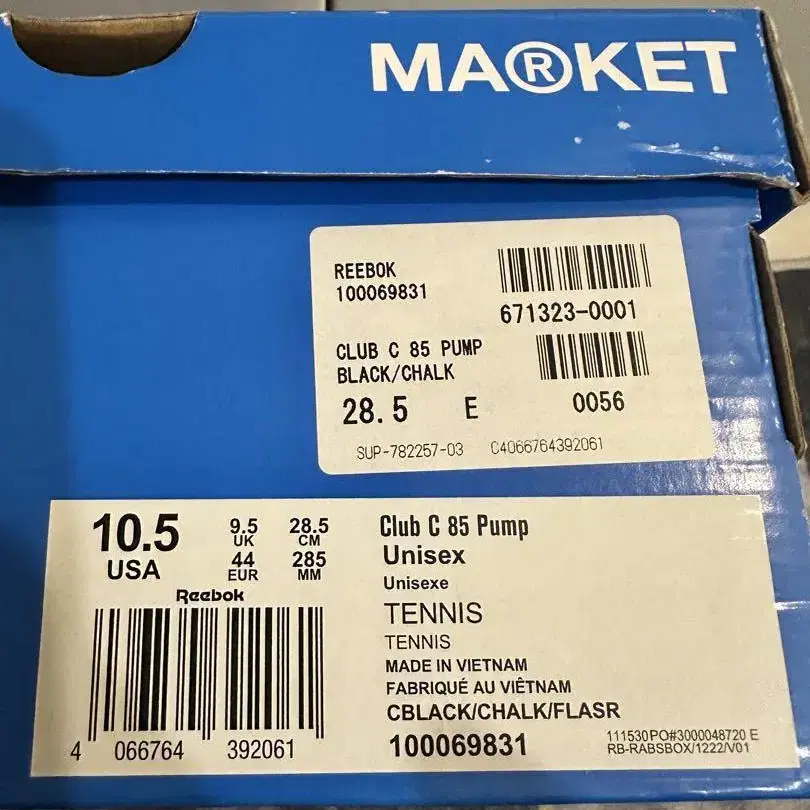 MA®KET
REEBOK
100069831
671323-0001
CLUB C 85 PUMP
BLACK/CHALK
28.5 E
0056
SUP-782257-03 C4066764392061
10.5
USA
9.5
UK
44
EUR
28.5
CM
285
MM
Reebok
4 066764 392061
Club C 85 Pump
Unisex
Unisexe
TENNIS
TENNIS
MADE IN VIETNAM
FABRIQUÉ AU VIÊTNAM
CBLACK/CHALK/FLASR
100069831
111530PO#3000048720 E
RB-RABSBOX/1222/V01